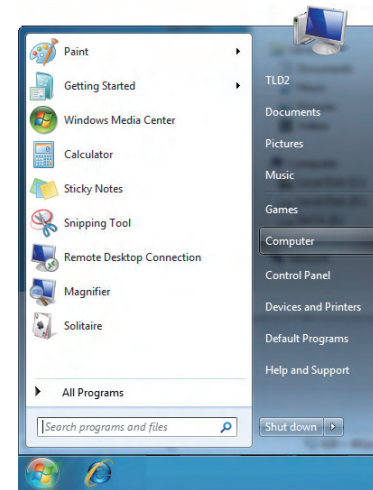 Paint
Getting Started
Windows Media Center
Calculator
Sticky Notes
Snipping Tool
Remote Desktop Connection
Magnifier
Solitaire
All Programs
Search programs and files
TLD2
Documents
Pictures
Music
Games
Computer
Control Panel
Devices and Printers
Default Programs
Help and Support
Shut down